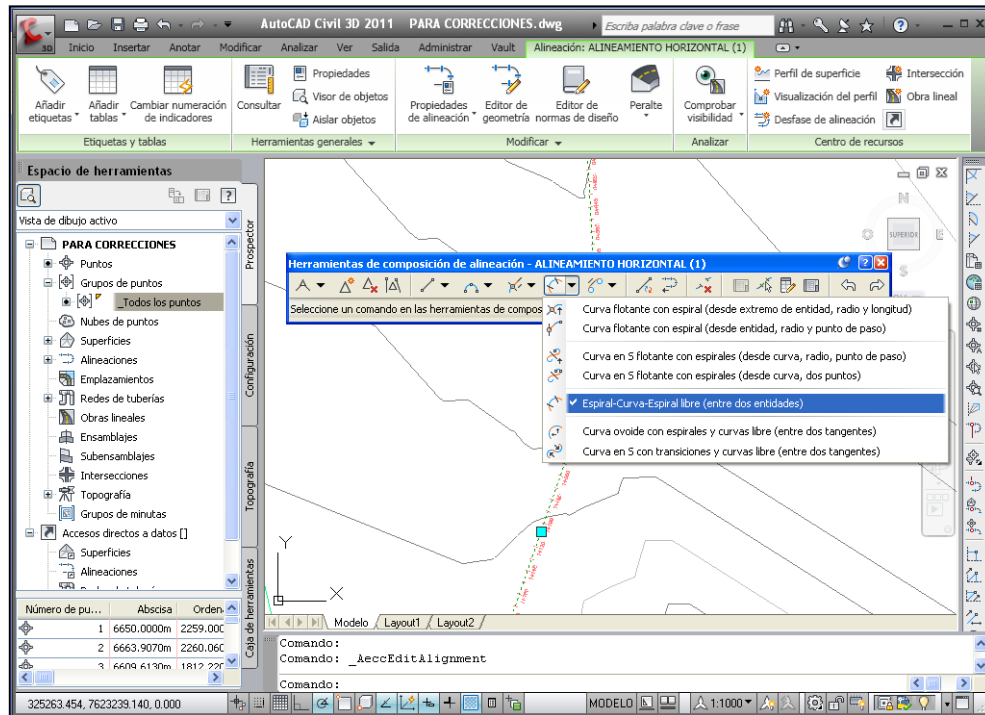 AutoCAD Civil 3D 2011 PARA CORRECCIONES.dwg
Escriba palabra clave o frase
3D
Inicio Insertar Anotar Modificar Analizar Ver Salida Administrar Vault Alineación: ALINEAMIENTO HORIZONTAL (1)
Añadir etiquetas
Añadir tablas
Cambiar numeración de indicadores
Consultar
Propiedades
Visor de objetos
Aislar objetos
Propiedades de alineación
Editor de geometría
Editor de normas de diseño
Peralte
Comprobar visibilidad
Perfil de superficie
Visualización del perfil
Desfase de alineación
Intersección
Obra lineal
Etiquetas y tablas
Herramientas generales
Modificar
Analizar
Centro de recursos
Espacio de herramientas
Vista de dibujo activo
PARA CORRECCIONES
Puntos
Grupos de puntos
_Todos los puntos
Nubes de puntos
Superficies
Alineaciones
Emplazamientos
Redes de tuberías
Obras lineales
Ensamblajes
Subensamblajes
Intersecciones
Topografía
Grupos de minutas
Accesos directos a datos []
Superficies
Alineaciones
Prospector
Configuración
Topografía
Caja de herramientas
Número de pu... Abscisa Orden
1 6650.0000m 2259.000
2 6663.9070m 2260.060
3 6609.6130m 1812.220
N
SUPERIOR
E
S
O
Herramientas de composición de alineación - ALINEAMIENTO HORIZONTAL (1)
Seleccione un comando en las herramientas de compos
Curva flotante con espiral (desde extremo de entidad, radio y longitud)
Curva flotante con espiral (desde entidad, radio y punto de paso)
Curva en S flotante con espirales (desde curva, radio, punto de paso)
Curva en S flotante con espirales (desde curva, dos puntos)
Espiral-Curva-Espiral libre (entre dos entidades)
Curva ovoide con espirales y curvas libre (entre dos tangentes)
Curva en S con transiciones y curvas libre (entre dos tangentes)
Y
X
Modelo Layout1 Layout2
Comando:
Comando: _AeccEditAlignment
Comando:
325263.454, 7623239.140, 0.000
MODELO
1:1000